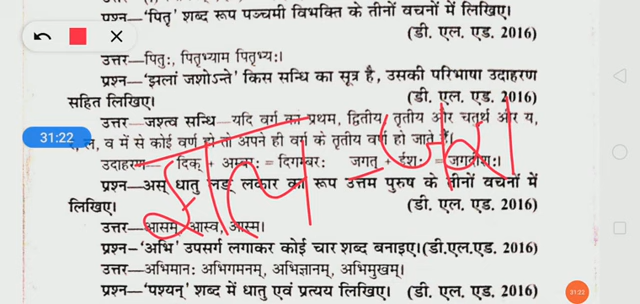 प्रश्न–'पितृ' शब्द रूप पञ्चमी विभक्ति के तीनों वचनों में लिखिए।
(डी. एल. एड. 2016)
उत्तर–पितुः, पितृभ्याम पितृभ्यः।
प्रश्न–'झलां जशोऽन्ते' किस सन्धि का सूत्र है, उसकी परिभाषा उदाहरण
सहित लिखिए। (डी. एल. एड. 2016)
उत्तर–जश्त्व सन्धि–यदि वर्ग का प्रथम, द्वितीय, तृतीय और चतुर्थ और य,
ल, व में से कोई वर्ण हो तो अपने ही वर्ग के तृतीय वर्ण हो जाते हैं।
31:22
उदाहरण– दिक् + अम्बरः = दिगम्बरः जगत् + ईशः = जगदीशः।
प्रश्न–अस् धातु लङ् लकार का रूप उत्तम पुरुष के तीनों वचनों में
लिखिए। (डी. एल. एड. 2016)
उत्तर–आसम्, आस्व, आस्म।
प्रश्न–'अभि' उपसर्ग लगाकर कोई चार शब्द बनाइए।(डी.एल.एड. 2016)
उत्तर–अभिमानः अभिगमनम्, अभिज्ञानम्, अभिमुखम्।
प्रश्न–'पश्यन्' शब्द में धातु एवं प्रत्यय लिखिए। (डी. एल. एड. 2016)
31:22